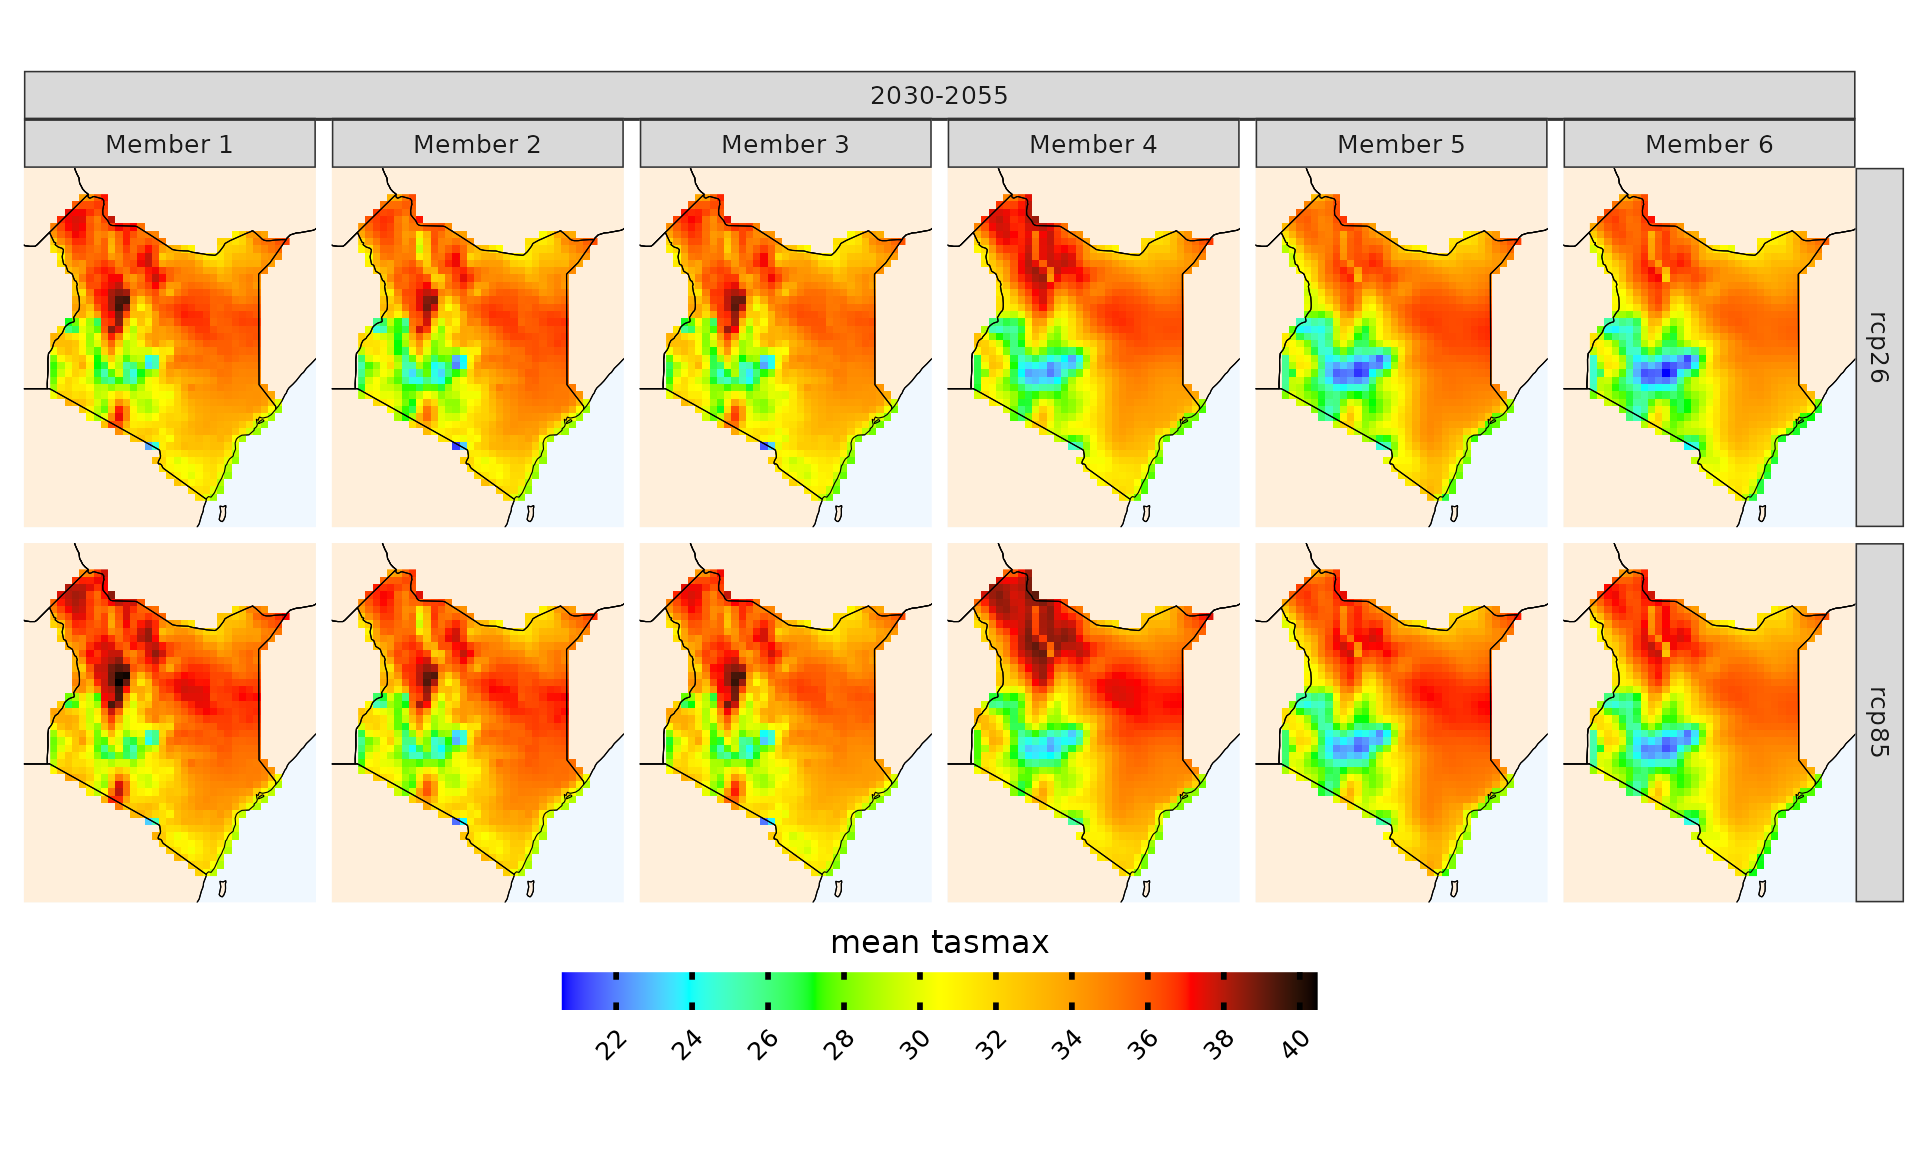 2030-2055
Member 1
Member 2
Member 3
Member 4
Member 5
Member 6
rcp26
rcp85
mean tasmax
22
24
26
28
30
32
34
36
38
40